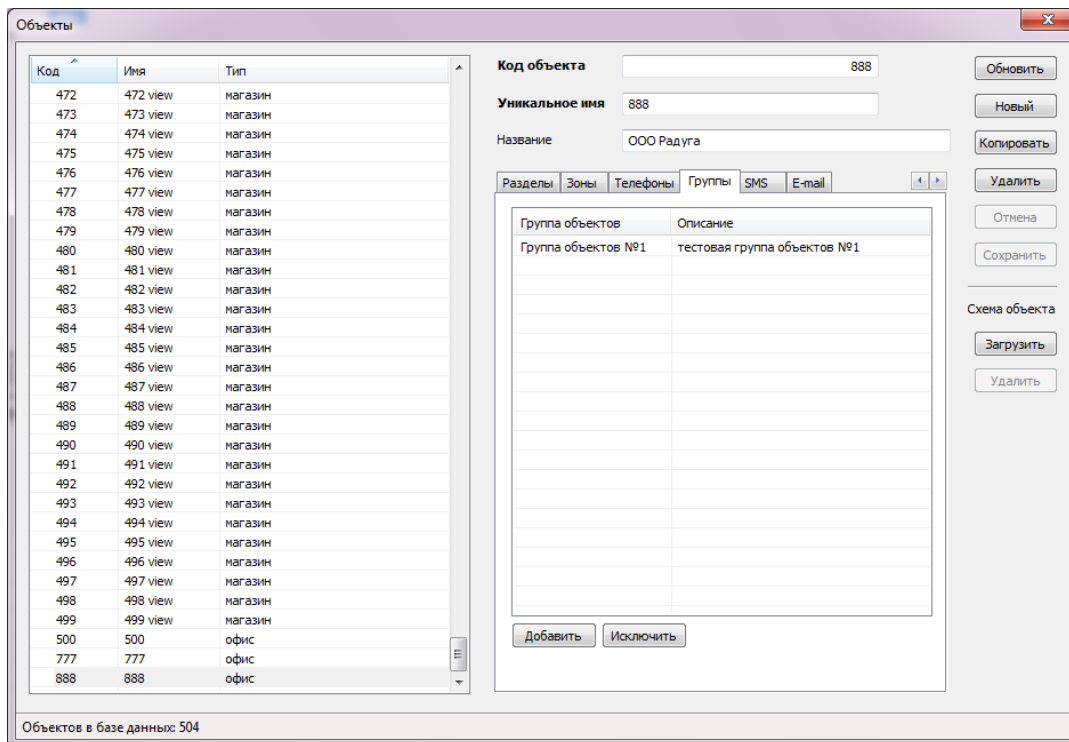 Объекты
Код Имя Тип
472 472 view магазин
473 473 view магазин
474 474 view магазин
475 475 view магазин
476 476 view магазин
477 477 view магазин
478 478 view магазин
479 479 view магазин
480 480 view магазин
481 481 view магазин
482 482 view магазин
483 483 view магазин
484 484 view магазин
485 485 view магазин
486 486 view магазин
487 487 view магазин
488 488 view магазин
489 489 view магазин
490 490 view магазин
491 491 view магазин
492 492 view магазин
493 493 view магазин
494 494 view магазин
495 495 view магазин
496 496 view магазин
497 497 view магазин
498 498 view магазин
499 499 view магазин
500 500 офис
777 777 офис
888 888 офис
Код объекта 888
Уникальное имя 888
Название ООО Радуга
Разделы Зоны Телефоны Группы SMS E-mail
Группа объектов Описание
Группа объектов №1 тестовая группа объектов №1
Добавить Исключить
Обновить
Новый
Копировать
Удалить
Отмена
Сохранить
Схема объекта
Загрузить
Удалить
Объектов в базе данных: 504